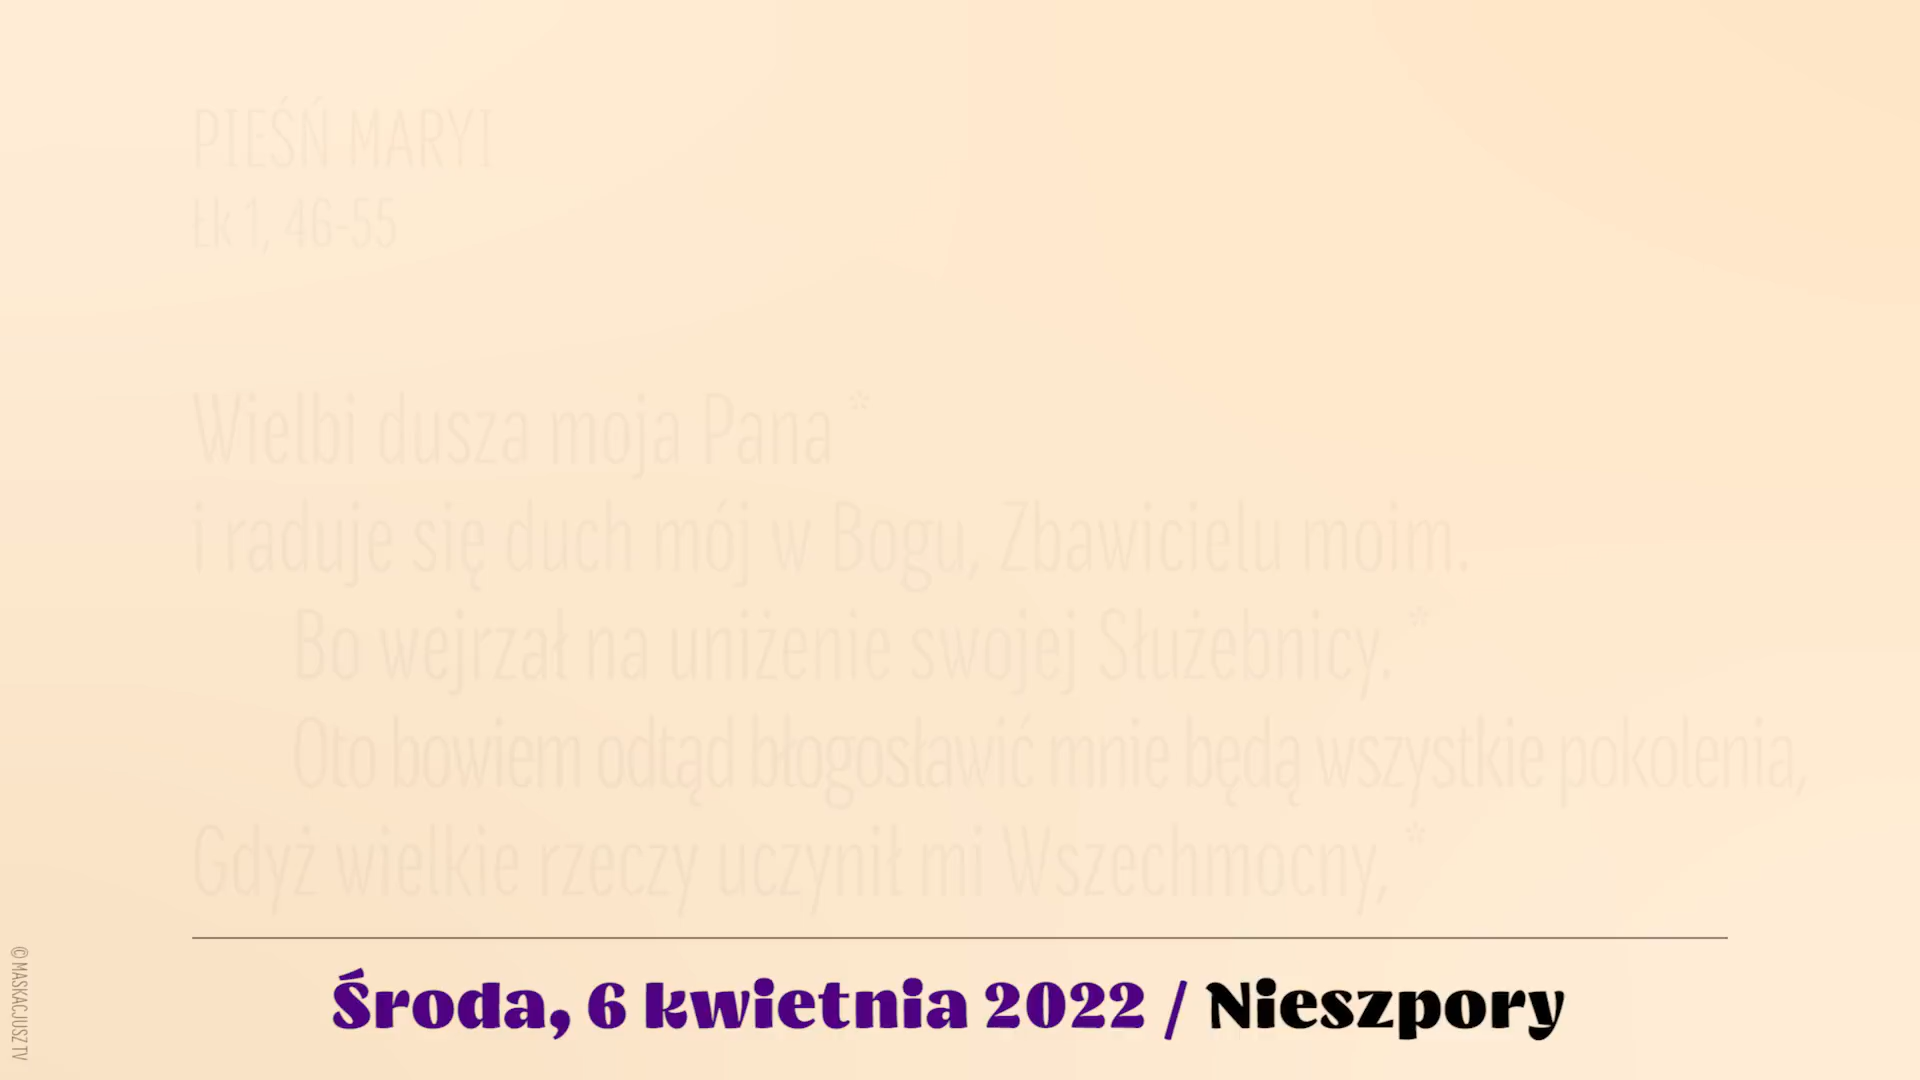 PIEŚŃ MARYI
Łk 1, 46-55
Wielbi dusza moja Pana *
i raduje się duch mój w Bogu, Zbawicielu moim.
Bo wejrzał na uniżenie swojej Służebnicy. *
Oto bowiem odtąd błogosławić mnie będą wszystkie pokolenia,
Gdyż wielkie rzeczy uczynił mi Wszechmocny, *
Środa, 6 kwietnia 2022 / Nieszpory
© MASKACJUSZ TV